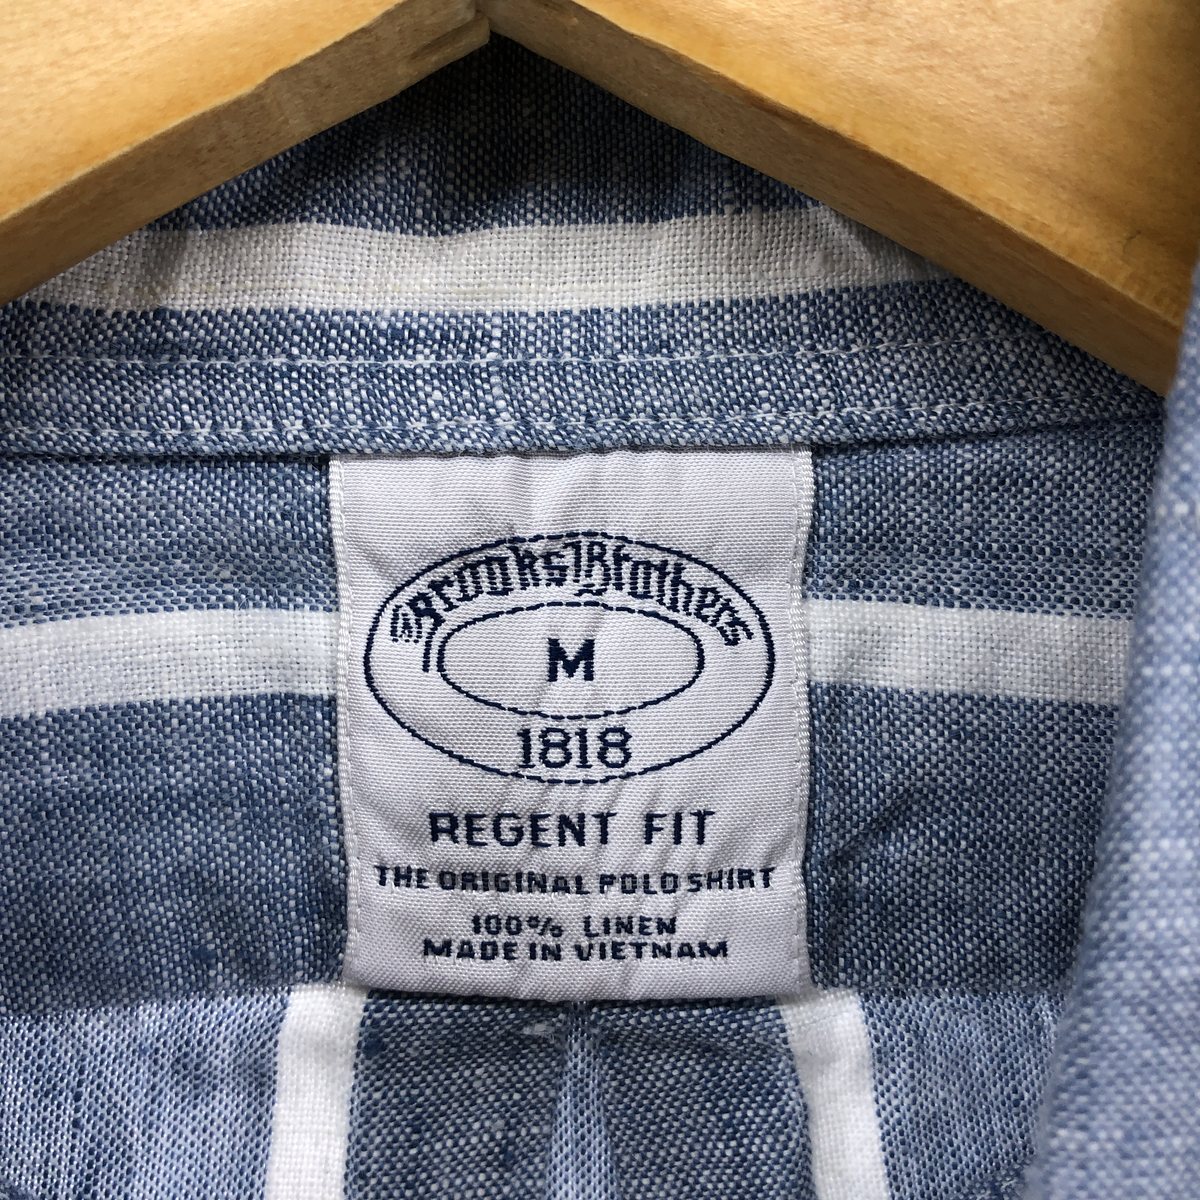 Brooks Brothers
M
1818
REGENT FIT
THE ORIGINAL POLO SHIRT
100% LINEN
MADE IN VIETNAM